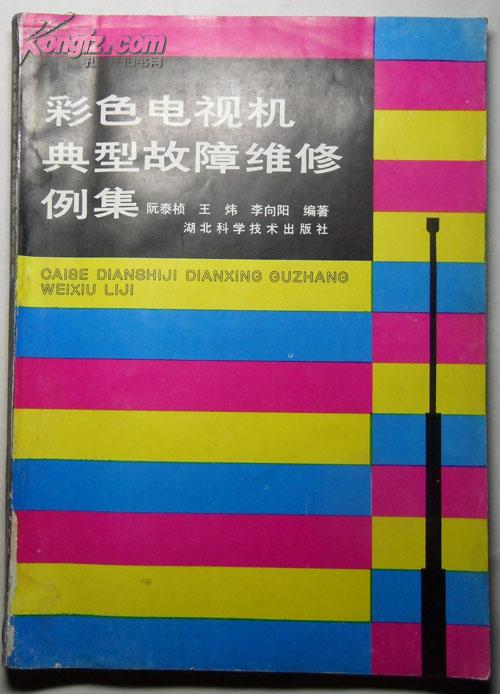 Kongfz.com
孔夫子旧书网
彩色电视机
典型故障维修
例集 阮泰桢 王炜 李向阳 编著
湖北科学技术出版社
CAISE DIANSHIJI DIANXING GUZHANG
WEIXIU LIJI